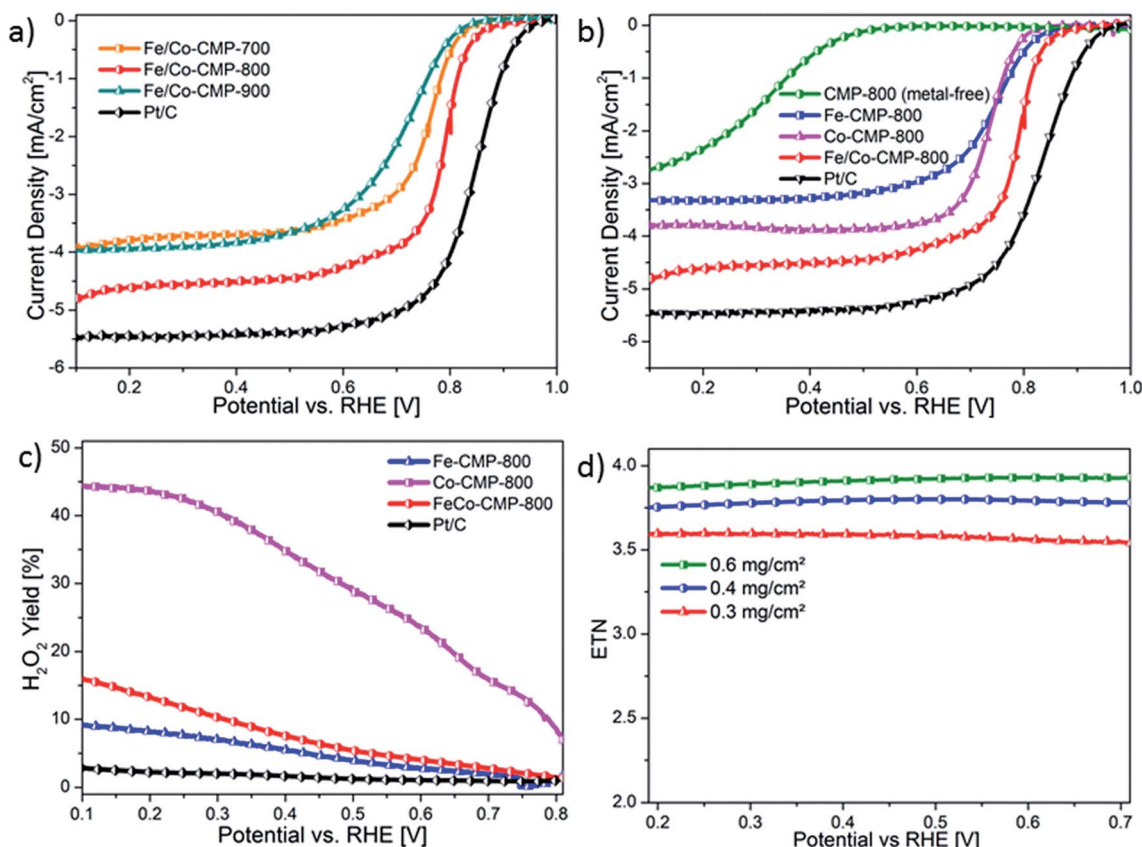 a)
0
-1
-2
-3
-4
-5
-6
Current Density [mA/cm²]
Fe/Co-CMP-700
Fe/Co-CMP-800
Fe/Co-CMP-900
Pt/C
0.2 0.4 0.6 0.8 1.0
Potential vs. RHE [V]
b)
0
-1
-2
-3
-4
-5
-6
Current Density [mA/cm²]
CMP-800 (metal-free)
Fe-CMP-800
Co-CMP-800
Fe/Co-CMP-800
Pt/C
0.2 0.4 0.6 0.8 1.0
Potential vs. RHE [V]
c)
50
40
30
20
10
0
H₂O₂ Yield [%]
Fe-CMP-800
Co-CMP-800
FeCo-CMP-800
Pt/C
0.1 0.2 0.3 0.4 0.5 0.6 0.7 0.8
Potential vs. RHE [V]
d)
4.0
3.5
3.0
2.5
2.0
ETN
0.6 mg/cm²
0.4 mg/cm²
0.3 mg/cm²
0.2 0.3 0.4 0.5 0.6 0.7
Potential vs RHE [V]